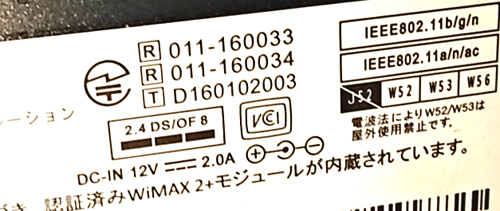 R 011-160033
R 011-160034
T D160102003
2.4 DS/OF 8
VCI
DC-IN 12V 2.0A
IEEE802.11b/g/n
IEEE802.11a/n/ac
J52 W52 W53 W56
電波法によりW52/W53は
屋外使用禁止です。
レーション
認証済みWiMAX 2+モジュールが内蔵されています。